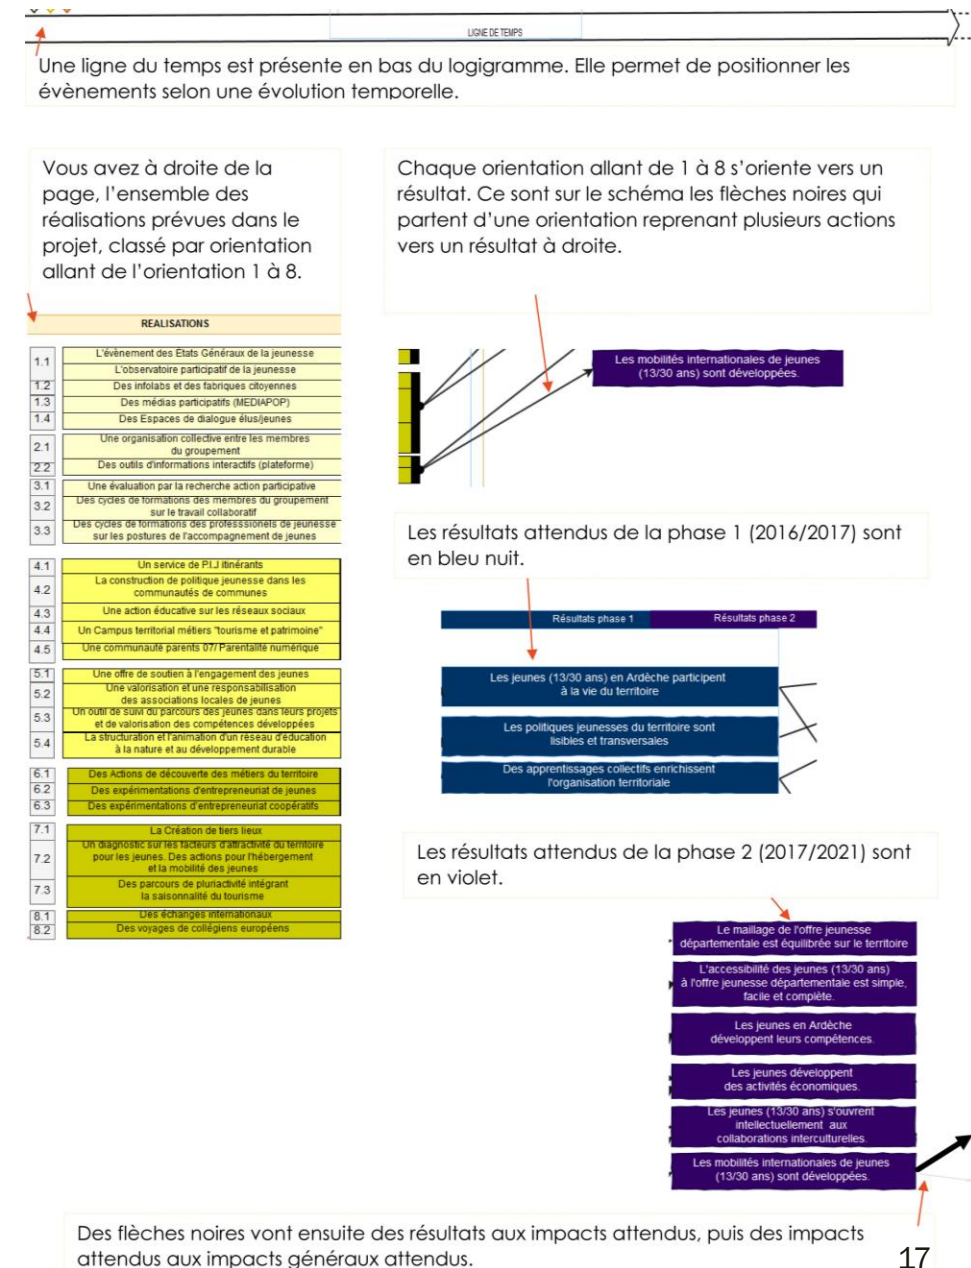 LIGNE DE TEMPS
Une ligne du temps est présente en bas du logigramme. Elle permet de positionner les
évènements selon une évolution temporelle.
Vous avez à droite de la
page, l'ensemble des
réalisations prévues dans le
projet, classé par orientation
allant de l'orientation 1 à 8.
Chaque orientation allant de 1 à 8 s'oriente vers un
résultat. Ce sont sur le schéma les flèches noires qui
partent d'une orientation reprenant plusieurs actions
vers un résultat à droite.
REALISATIONS
1.1
L'évènement des Etats Généraux de la jeunesse
L'observatoire participatif de la jeunesse
1.2
Des infolabs et des fabriques citoyennes
1.3
Des médias participatifs (MEDIAPOP)
1.4
Des Espaces de dialogue élus/jeunes
2.1
Une organisation collective entre les membres
du groupement
2.2
Des outils d'informations interactifs (plateforme)
3.1
Une évaluation par la recherche action participative
3.2
Des cycles de formations des membres du groupement
sur le travail collaboratif
3.3
Des cycles de formations des professsionels de jeunesse
sur les postures de l'accompagnement de jeunes
4.1
Un service de P.I.J itinérants
4.2
La construction de politique jeunesse dans les
communautés de communes
4.3
Une action éducative sur les réseaux sociaux
4.4
Un Campus territorial métiers "tourisme et patrimoine"
4.5
Une communauté parents 07/ Parentalité numérique
5.1
Une offre de soutien à l'engagement des jeunes
5.2
Une valorisation et une responsabilisation
des associations locales de jeunes
5.3
Un outil de suivi du parcours des jeunes dans leurs projets
et de valorisation des compétences développées
5.4
La structuration et l'animation d'un réseau d'éducation
à la nature et au développement durable
6.1
Des Actions de découverte des métiers du territoire
6.2
Des expérimentations d'entrepreneuriat de jeunes
6.3
Des expérimentations d'entrepreneuriat coopératifs
7.1
La Création de tiers lieux
7.2
Un diagnostic sur les facteurs d'attractivité du territoire
pour les jeunes. Des actions pour l'hébergement
et la mobilité des jeunes
7.3
Des parcours de pluriactivité intégrant
la saisonnalité du tourisme
8.1
Des échanges internationaux
8.2
Des voyages de collégiens européens
Les mobilités internationales de jeunes
(13/30 ans) sont développées.
Les résultats attendus de la phase 1 (2016/2017) sont
en bleu nuit.
Résultats phase 1
Résultats phase 2
Les jeunes (13/30 ans) en Ardèche participent
à la vie du territoire
Les politiques jeunesses du territoire sont
lisibles et transversales
Des apprentissages collectifs enrichissent
l'organisation territoriale
Les résultats attendus de la phase 2 (2017/2021) sont
en violet.
Le maillage de l'offre jeunesse
départementale est équilibrée sur le territoire
L'accessibilité des jeunes (13/30 ans)
à l'offre jeunesse départementale est simple,
facile et complète.
Les jeunes en Ardèche
développent leurs compétences.
Les jeunes développent
des activités économiques.
Les jeunes (13/30 ans) s'ouvrent
intellectuellement aux
collaborations interculturelles.
Les mobilités internationales de jeunes
(13/30 ans) sont développées.
Des flèches noires vont ensuite des résultats aux impacts attendus, puis des impacts
attendus aux impacts généraux attendus.
17